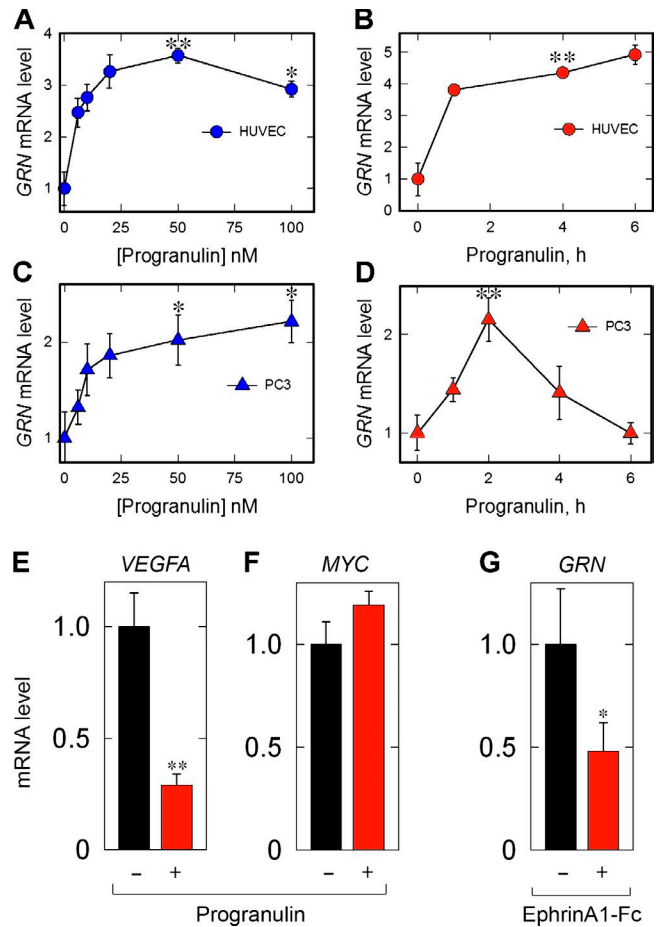 A
B
GRN mRNA level
4
3
2
1
**
*
HUVEC
0 25 50 75 100
[Progranulin] nM
GRN mRNA level
5
4
3
2
1
0
**
HUVEC
0 2 4 6
Progranulin, h
C
D
GRN mRNA level
2
1
*
*
PC3
0 25 50 75 100
[Progranulin] nM
GRN mRNA level
2
1
**
PC3
0 2 4 6
Progranulin, h
E
VEGFA
F
MYC
G
GRN
mRNA level
1.0
0.5
0
**
− +
1.0
0.5
0
− +
Progranulin
1.0
0.5
0
*
− +
EphrinA1-Fc